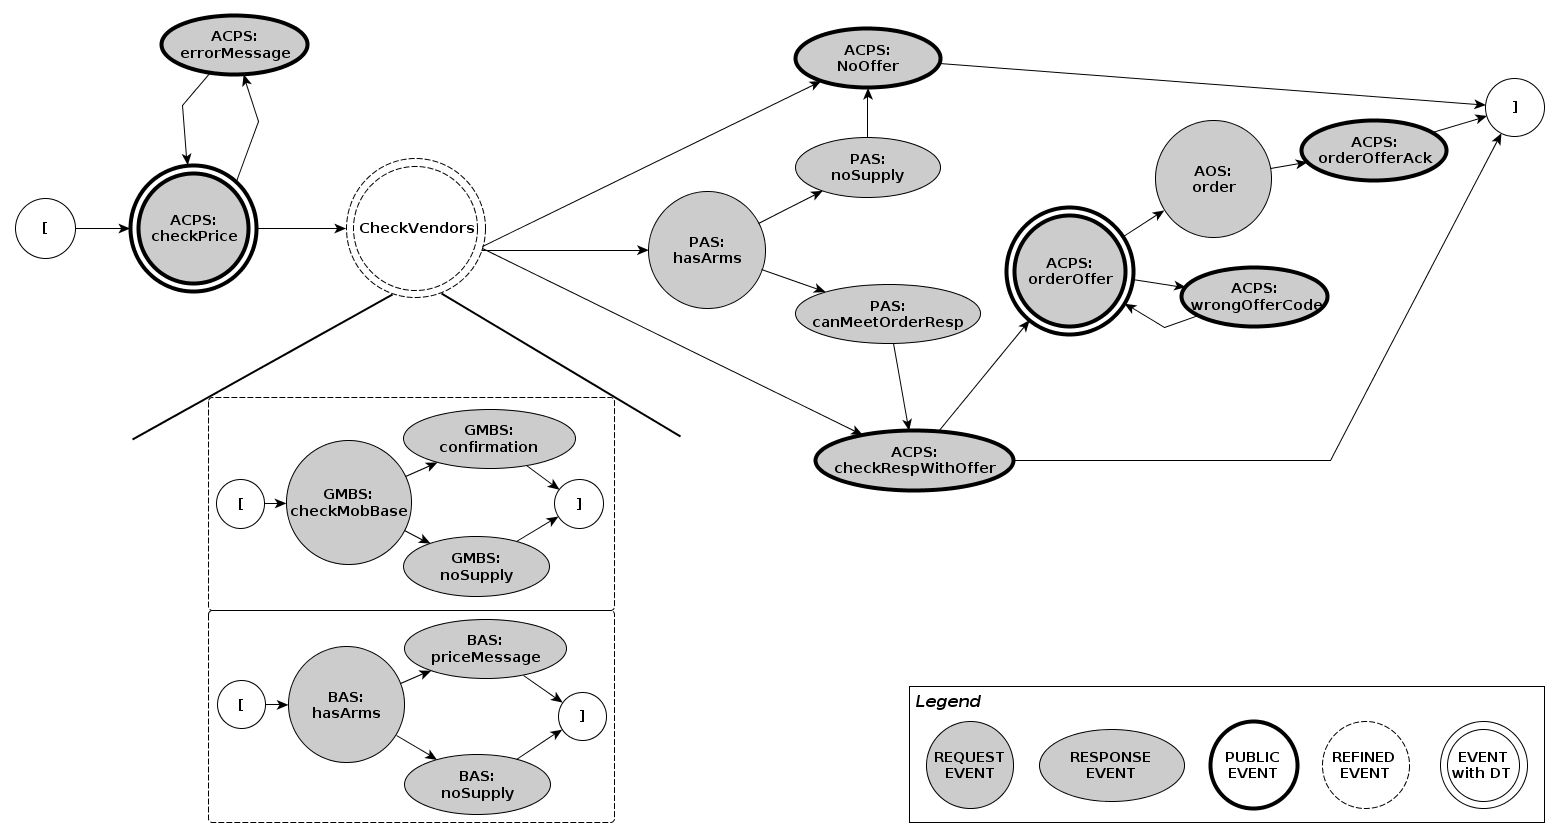 ACPS:
errorMessage
[
ACPS:
checkPrice
CheckVendors
ACPS:
NoOffer
PAS:
noSupply
PAS:
hasArms
PAS:
canMeetOrderResp
ACPS:
checkRespWithOffer
ACPS:
orderOffer
AOS:
order
ACPS:
wrongOfferCode
ACPS:
orderOfferAck
]
[
GMBS:
checkMobBase
GMBS:
confirmation
GMBS:
noSupply
]
[
BAS:
hasArms
BAS:
priceMessage
BAS:
noSupply
]
Legend
REQUEST
EVENT
RESPONSE
EVENT
PUBLIC
EVENT
REFINED
EVENT
EVENT
with DT